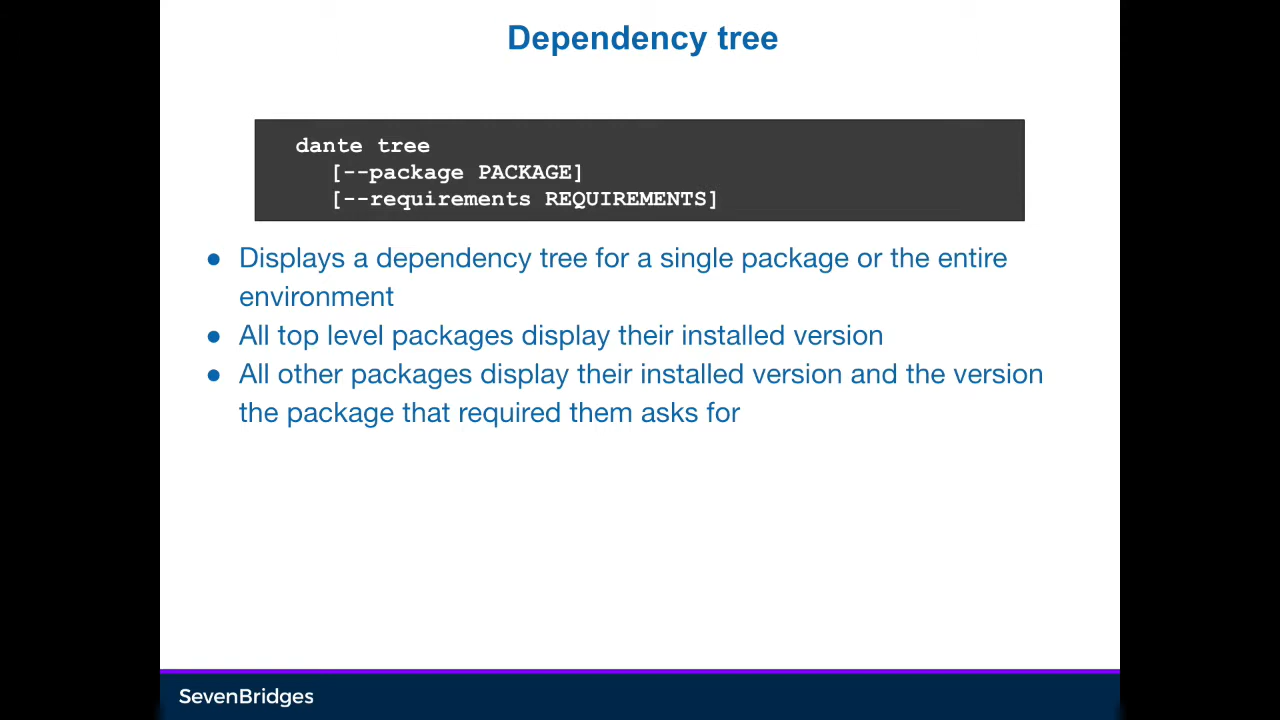 Dependency tree
dante tree
[--package PACKAGE]
[--requirements REQUIREMENTS]
● Displays a dependency tree for a single package or the entire
environment
● All top level packages display their installed version
● All other packages display their installed version and the version
the package that required them asks for
SevenBridges